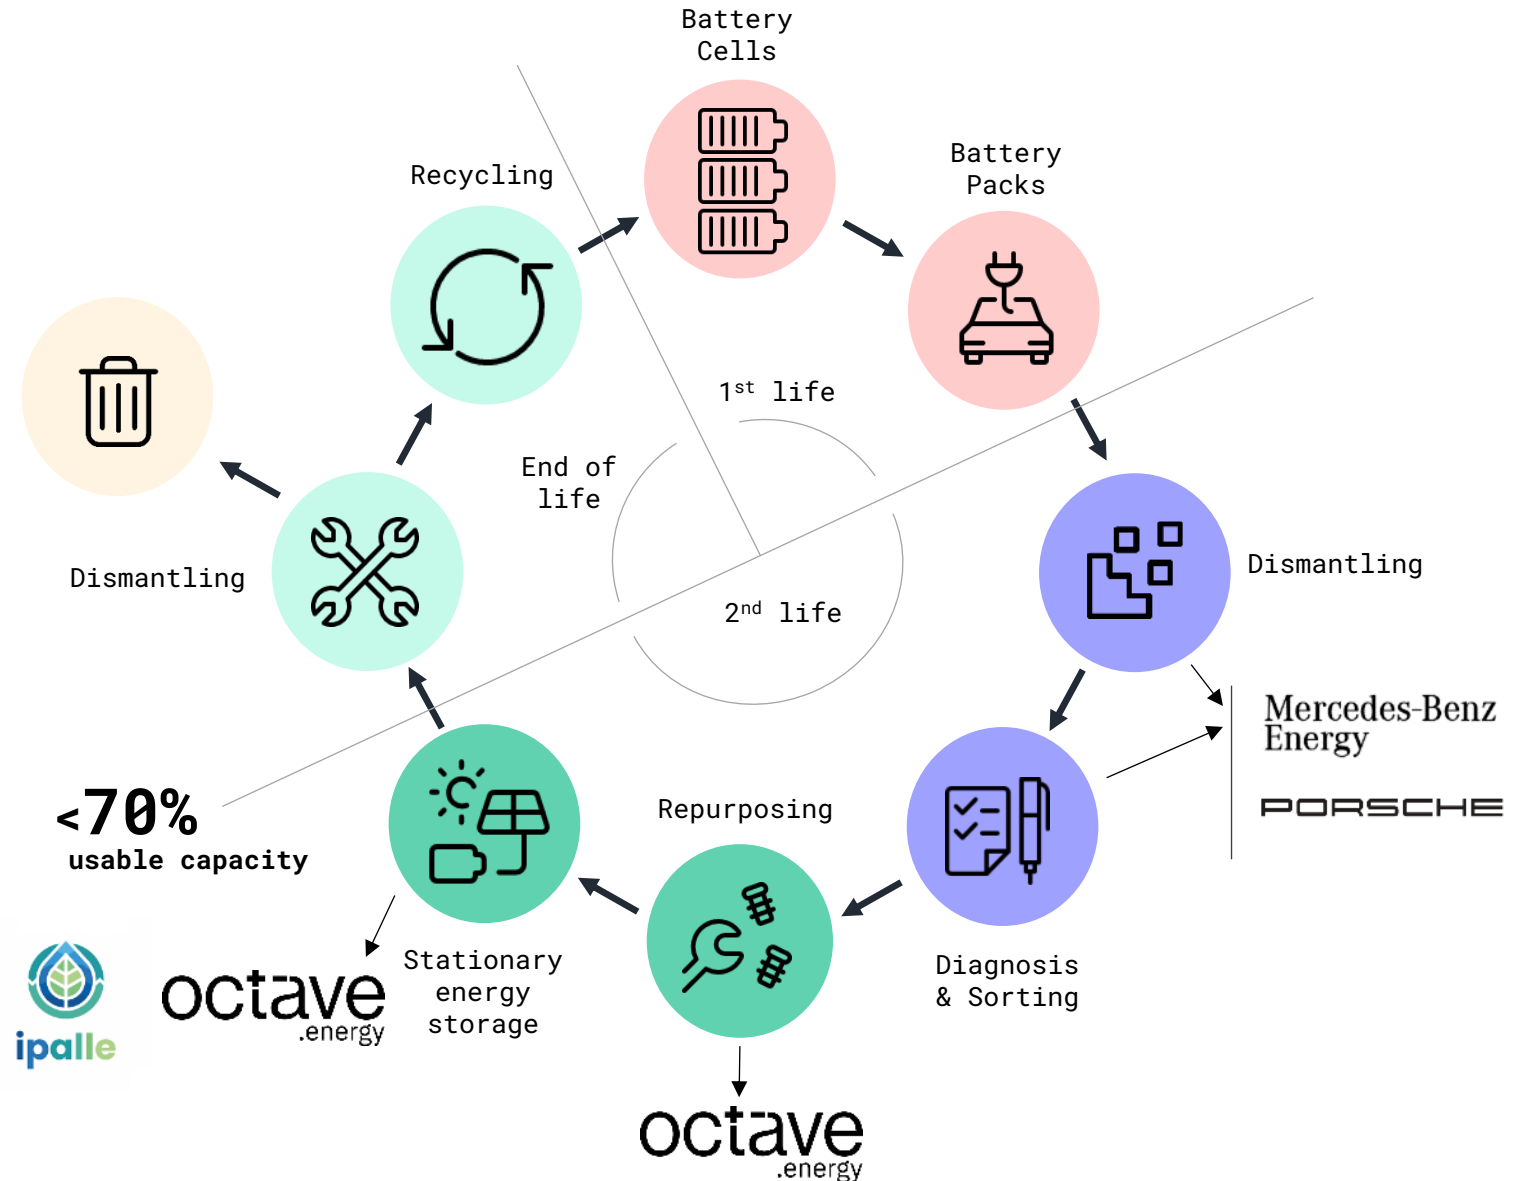 Battery
Cells
Battery
Packs
Recycling
1st life
End of
life
Dismantling
Dismantling
2nd life
Mercedes-Benz
Energy
PORSCHE
<70%
usable capacity
Repurposing
Diagnosis
& Sorting
Stationary
energy
storage
octave
.energy
ipalle
octave
.energy